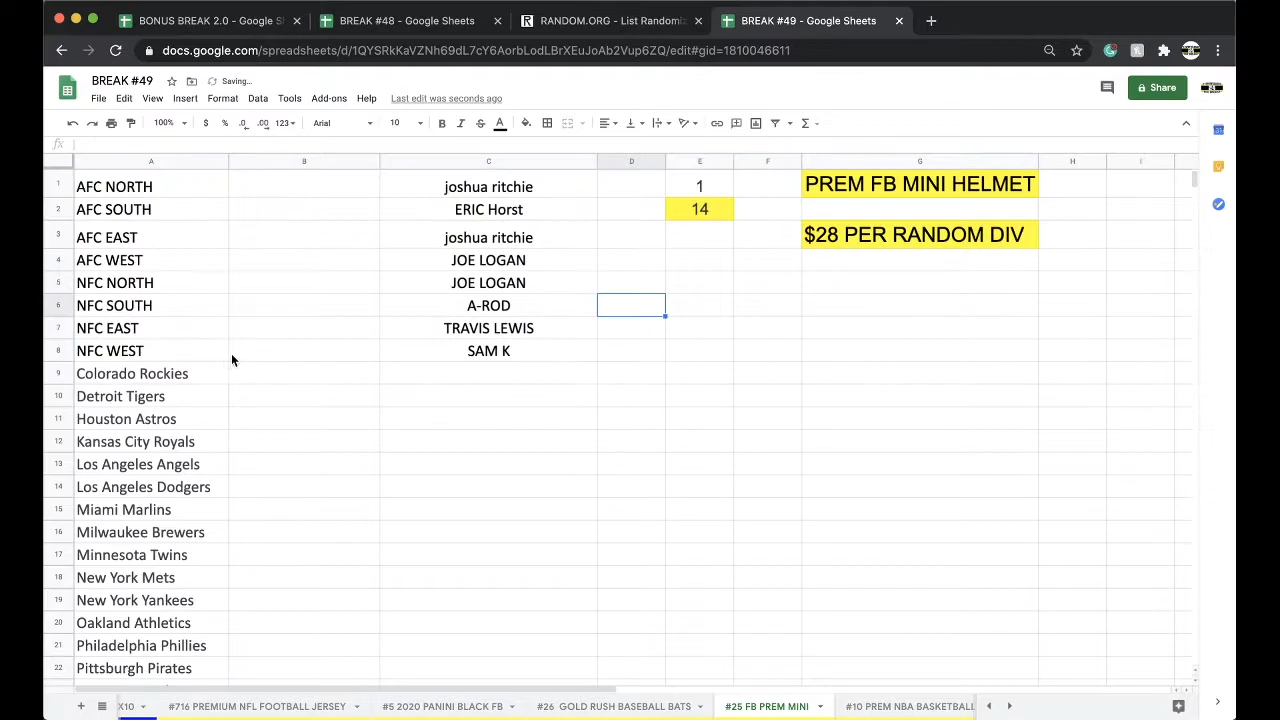 BONUS BREAK 2.0 - Google S
BREAK #48 - Google Sheets
RANDOM.ORG - List Randomiz
BREAK #49 - Google Sheets
docs.google.com/spreadsheets/d/1QYSRkKaVZNh69dL7cY6AorbLodLBrXEuJoAb2Vup6ZQ/edit#gid=1810046611
BREAK #49
Saving...
File Edit View Insert Format Data Tools Add-ons Help Last edit was seconds ago
Share
100% $ % .0 .00 123 Arial 10 B I S A
fx
A B C D E F G H I
1 AFC NORTH joshua ritchie 1 PREM FB MINI HELMET
2 AFC SOUTH ERIC Horst 14
3 AFC EAST joshua ritchie $28 PER RANDOM DIV
4 AFC WEST JOE LOGAN
5 NFC NORTH JOE LOGAN
6 NFC SOUTH A-ROD
7 NFC EAST TRAVIS LEWIS
8 NFC WEST SAM K
9 Colorado Rockies
10 Detroit Tigers
11 Houston Astros
12 Kansas City Royals
13 Los Angeles Angels
14 Los Angeles Dodgers
15 Miami Marlins
16 Milwaukee Brewers
17 Minnesota Twins
18 New York Mets
19 New York Yankees
20 Oakland Athletics
21 Philadelphia Phillies
22 Pittsburgh Pirates
X10 #716 PREMIUM NFL FOOTBALL JERSEY #5 2020 PANINI BLACK FB #26 GOLD RUSH BASEBALL BATS #25 FB PREM MINI #10 PREM NBA BASKETBALL